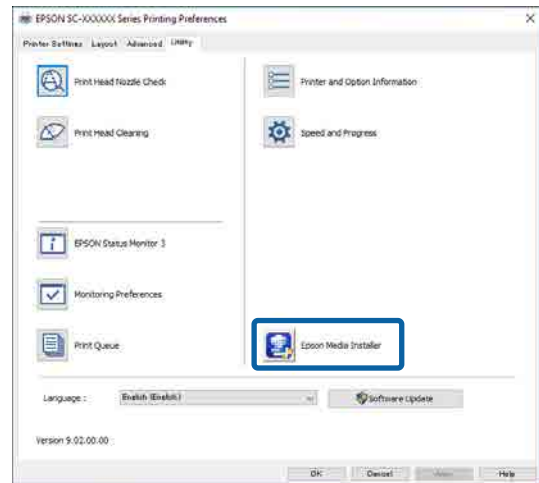 EPSON SC-XXXXXX Series Printing Preferences
Printer Settings Layout Advanced Utility
Print Head Nozzle Check
Printer and Option Information
Print Head Cleaning
Speed and Progress
EPSON Status Monitor 3
Monitoring Preferences
Print Queue
Epson Media Installer
Language :
English (English)
Software Update
Version 9.02.00.00
OK Cancel Apply Help